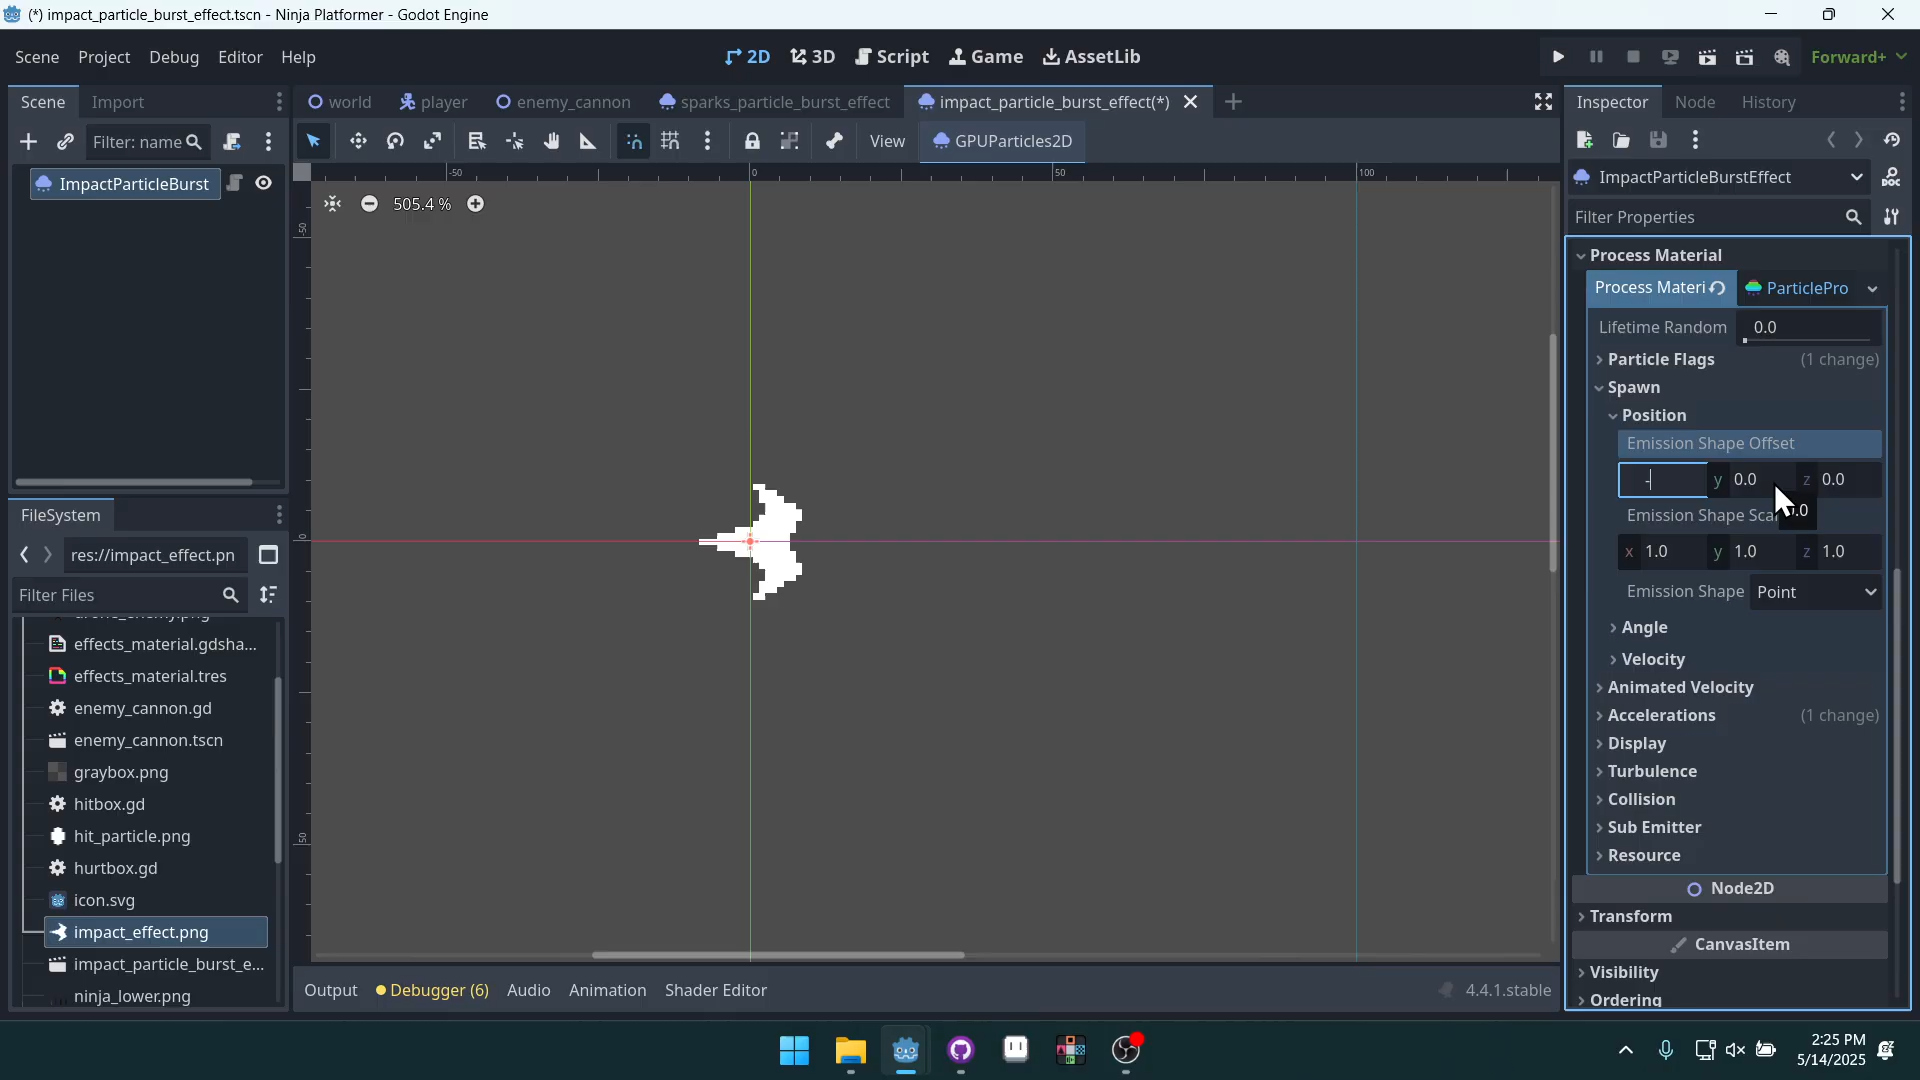 (*) impact_particle_burst_effect.tscn - Ninja Platformer - Godot Engine
Scene Project Debug Editor Help
2D 3D Script Game AssetLib
Forward+
Scene Import
world player enemy_cannon sparks_particle_burst_effect impact_particle_burst_effect(*)
Inspector Node History
Filter: name
View GPUParticles2D
ImpactParticleBurst
ImpactParticleBurstEffect
Filter Properties
-50 0 50 100
505.4 %
-50
0
50
Process Material
Process Materi ParticlePro
Lifetime Random 0.0
Particle Flags (1 change)
Spawn
Position
Emission Shape Offset
- y 0.0 z 0.0
Emission Shape Sca
x 1.0 y 1.0 z 1.0
Emission Shape Point
Angle
Velocity
Animated Velocity
Accelerations (1 change)
Display
Turbulence
Collision
Sub Emitter
Resource
Node2D
Transform
CanvasItem
Visibility
Ordering
FileSystem
res://impact_effect.pn
Filter Files
effects_material.gdsha...
effects_material.tres
enemy_cannon.gd
enemy_cannon.tscn
graybox.png
hitbox.gd
hit_particle.png
hurtbox.gd
icon.svg
impact_effect.png
impact_particle_burst_e...
ninja_lower.png
Output Debugger (6) Audio Animation Shader Editor
4.4.1.stable
2:25 PM
5/14/2025